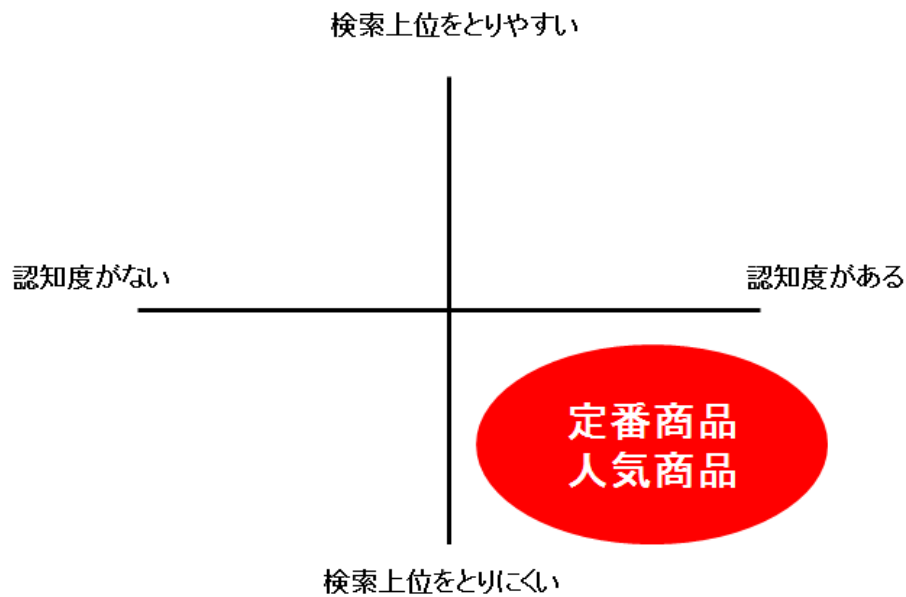 検索上位をとりやすい
認知度がない
認知度がある
定番商品
人気商品
検索上位をとりにくい